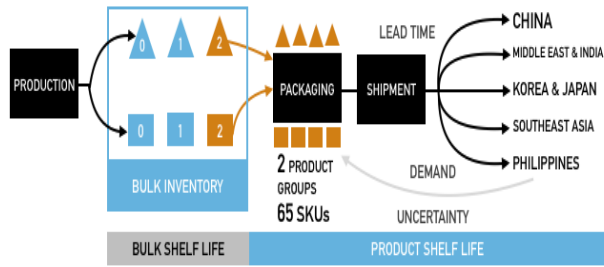 PRODUCTION
0 1 2
0 1 2
BULK INVENTORY
PACKAGING
2 PRODUCT
GROUPS
65 SKUs
LEAD TIME
SHIPMENT
CHINA
MIDDLE EAST & INDIA
KOREA & JAPAN
SOUTHEAST ASIA
PHILIPPINES
DEMAND
UNCERTAINTY
BULK SHELF LIFE
PRODUCT SHELF LIFE